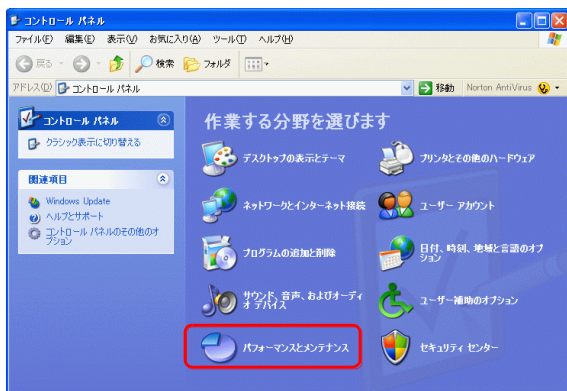 コントロール パネル
ファイル(F) 編集(E) 表示(V) お気に入り(A) ツール(T) ヘルプ(H)
戻る 検索 フォルダ
アドレス(D) コントロール パネル 移動 Norton AntiVirus
コントロール パネル
クラシック表示に切り替える
関連項目
Windows Update
ヘルプとサポート
コントロール パネルのその他のオ
プション
作業する分野を選びます
デスクトップの表示とテーマ
プリンタとその他のハードウェア
ネットワークとインターネット接続
ユーザー アカウント
プログラムの追加と削除
日付、時刻、地域と言語のオプ
ション
サウンド、音声、およびオーディ
オ デバイス
ユーザー補助のオプション
パフォーマンスとメンテナンス
セキュリティ センター